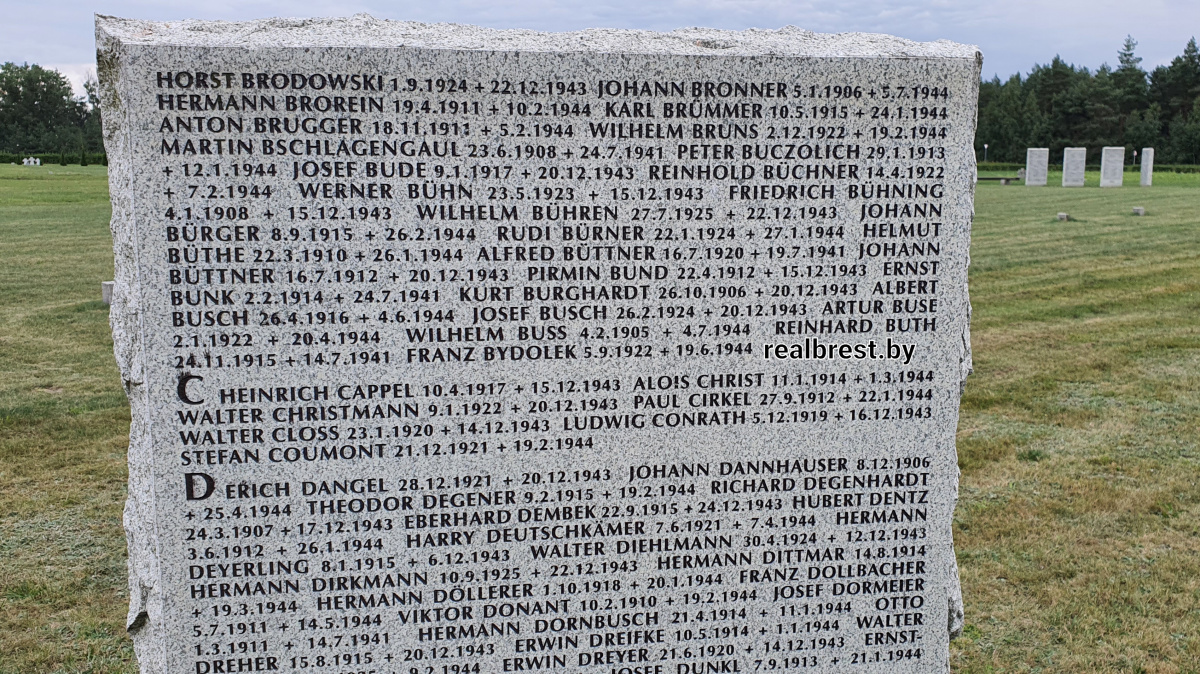 HORST BRODOWSKI 1.9.1924 + 22.12.1943 JOHANN BRONNER 5.1.1906 + 5.7.1944
HERMANN BROREIN 19.4.1911 + 10.2.1944 KARL BRÜMMER 10.5.1915 + 24.1.1944
ANTON BRUGGER 18.11.1911 + 5.2.1944 WILHELM BRUNS 2.12.1922 + 19.2.1944
MARTIN BSCHLAGENGAUL 23.6.1908 + 24.7.1941 PETER BUCZOLICH 29.1.1913
+ 12.1.1944 JOSEF BUDE 9.1.1917 + 20.12.1943 REINHOLD BÜCHNER 14.4.1922
+ 7.2.1944 WERNER BÜHN 23.5.1923 + 15.12.1943 FRIEDRICH BÜHNING
4.1.1908 + 15.12.1943 WILHELM BÜHREN 27.7.1925 + 22.12.1943 JOHANN
BÜRGER 8.9.1915 + 26.2.1944 RUDI BÜRNER 22.1.1924 + 27.1.1944 HELMUT
BÜTHE 22.3.1910 + 26.1.1944 ALFRED BÜTTNER 16.7.1920 + 19.7.1941 JOHANN
BÜTTNER 16.7.1912 + 20.12.1943 PIRMIN BUND 22.4.1912 + 15.12.1943 ERNST
BUNK 2.2.1914 + 24.7.1941 KURT BURGHARDT 26.10.1906 + 20.12.1943 ALBERT
BUSCH 26.4.1916 + 4.6.1944 JOSEF BUSCH 26.2.1924 + 20.12.1943 ARTUR BUSE
2.1.1922 + 20.4.1944 WILHELM BUSS 4.2.1905 + 4.7.1944 REINHARD BUTH
24.11.1915 + 14.7.1941 FRANZ BYDOLEK 5.9.1922 + 19.6.1944
realbrest.by
C HEINRICH CAPPEL 10.4.1917 + 15.12.1943 ALOIS CHRIST 11.1.1914 + 1.3.1944
WALTER CHRISTMANN 9.1.1922 + 20.12.1943 PAUL CIRKEL 27.9.1912 + 22.1.1944
WALTER CLOSS 23.1.1920 + 14.12.1943 LUDWIG CONRATH 5.12.1919 + 16.12.1943
STEFAN COUMONT 21.12.1921 + 19.2.1944
D ERICH DANGEL 28.12.1921 + 20.12.1943 JOHANN DANNHAUSER 8.12.1906
+ 25.4.1944 THEODOR DEGENER 9.2.1915 + 19.2.1944 RICHARD DEGENHARDT
24.3.1907 + 17.12.1943 EBERHARD DEMBEK 22.9.1915 + 24.12.1943 HUBERT DENTZ
3.6.1912 + 26.1.1944 HARRY DEUTSCHKÄMER 7.6.1921 + 7.4.1944 HERMANN
DEYERLING 8.1.1915 + 6.12.1943 WALTER DIEHLMANN 30.4.1924 + 12.12.1943
HERMANN DIRKMANN 10.9.1925 + 22.12.1943 HERMANN DITTMAR 14.8.1914
+ 19.3.1944 HERMANN DÖLLERER 1.10.1918 + 20.1.1944 FRANZ DOLLBACHER
5.7.1911 + 14.5.1944 VIKTOR DONANT 10.2.1910 + 19.2.1944 JOSEF DORMEIER
1.3.1911 + 14.7.1941 HERMANN DORNBUSCH 21.4.1914 + 11.1.1944 OTTO
DREHER 15.8.1915 + 20.12.1943 ERWIN DREIFKE 10.5.1914 + 1.1.1944 WALTER
+ 9.2.1944 ERWIN DREYER 21.6.1920 + 14.12.1943 ERNST-
JOSEF DUNKL 7.9.1913 + 21.1.1944